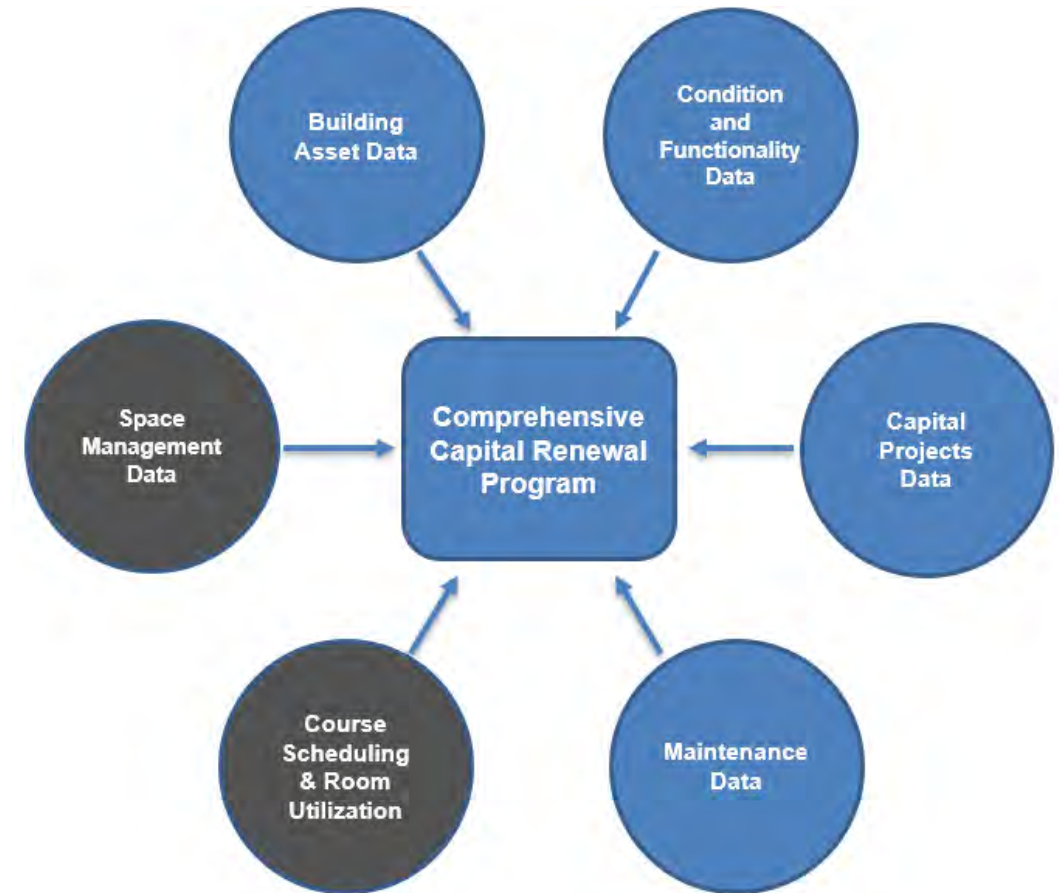 Building
Asset Data
Condition
and
Functionality
Data
Space
Management
Data
Comprehensive
Capital Renewal
Program
Capital
Projects
Data
Course
Scheduling
& Room
Utilization
Maintenance
Data